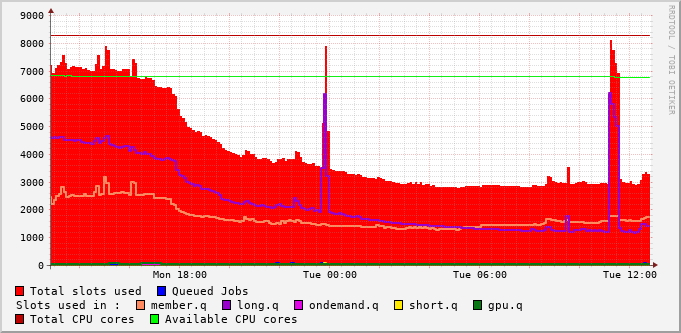 9000
8000
7000
6000
5000
4000
3000
2000
1000
0
Mon 18:00 Tue 00:00 Tue 06:00 Tue 12:00
RRDTOOL / TOBI OETIKER
Total slots used Queued Jobs
Slots used in : member.q long.q ondemand.q short.q gpu.q
Total CPU cores Available CPU cores